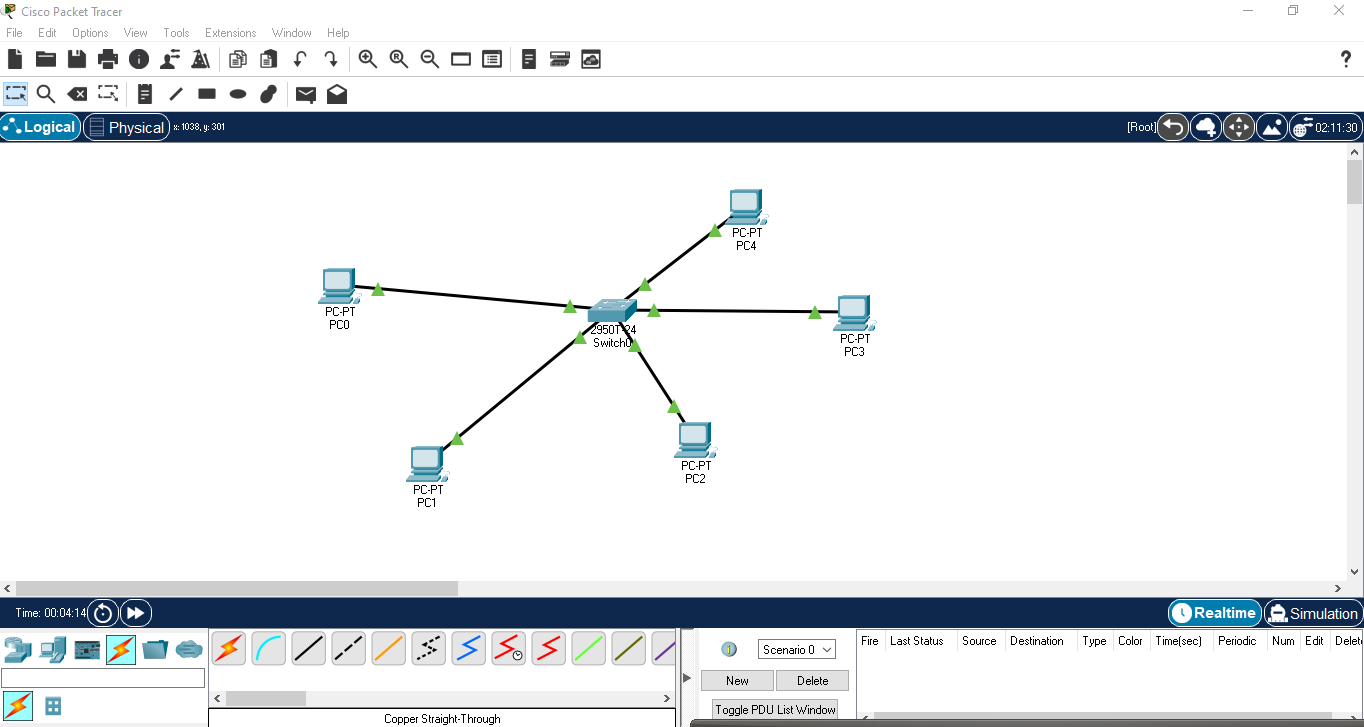 Cisco Packet Tracer
File Edit Options View Tools Extensions Window Help
?
Logical Physical x: 1038, y: 301 [Root] 02:11:30
PC-PT
PC4
PC-PT
PC0
PC-PT
PC3
2950T-24
Switch0
PC-PT
PC2
PC-PT
PC1
Time: 00:04:14 Realtime Simulation
Scenario 0
New Delete
Toggle PDU List Window
Fire Last Status Source Destination Type Color Time(sec) Periodic Num Edit Delet
Copper Straight-Through